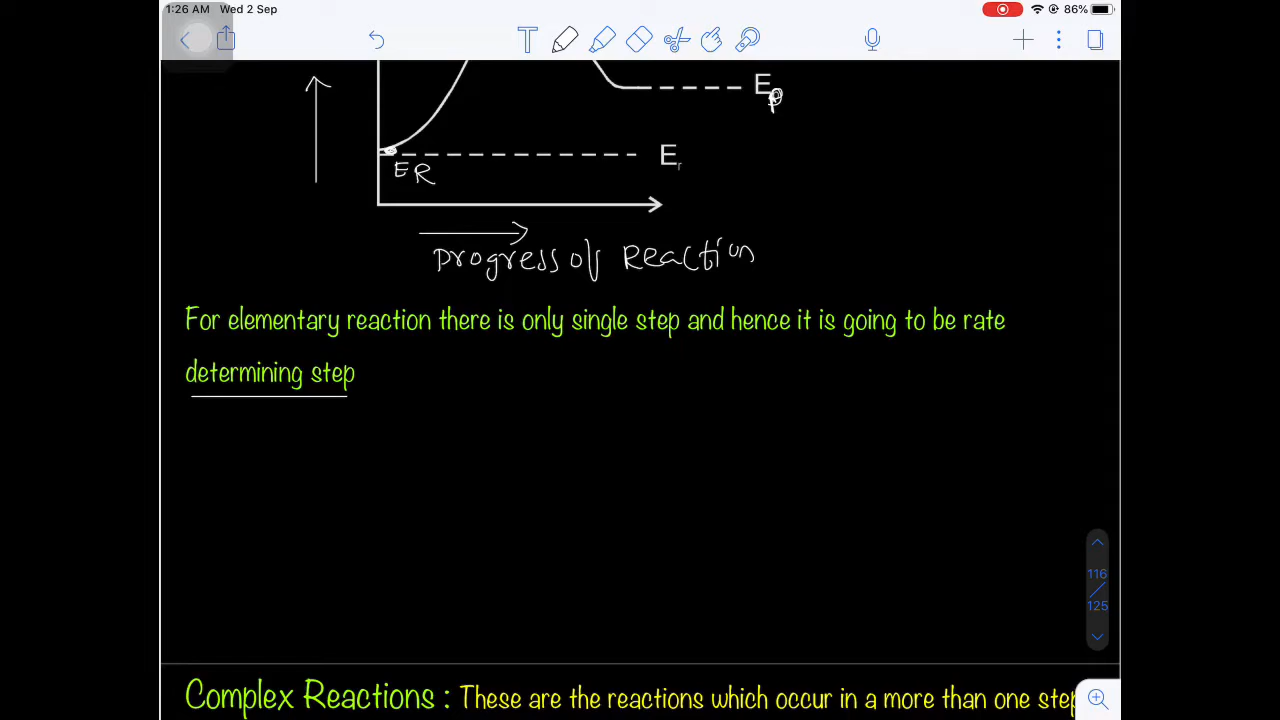 1:26 AM Wed 2 Sep
86%
T
Ep
ER
Er
Progress of Reaction
For elementary reaction there is only single step and hence it is going to be rate
determining step
116
125
Complex Reactions : These are the reactions which occur in a more than one step